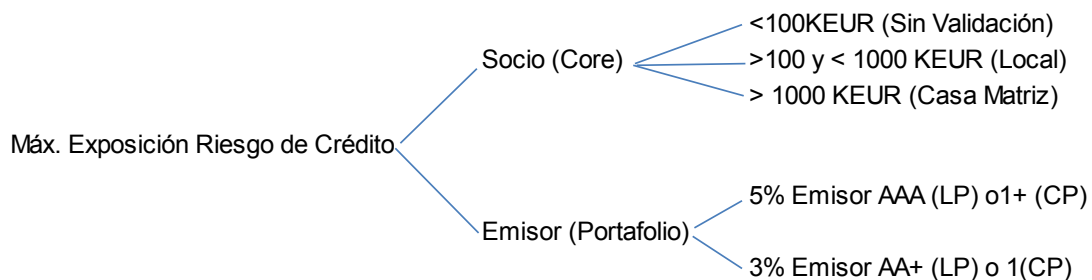 Máx. Exposición Riesgo de Crédito
Socio (Core)
<100KEUR (Sin Validación)
>100 y < 1000 KEUR (Local)
> 1000 KEUR (Casa Matriz)
Emisor (Portafolio)
5% Emisor AAA (LP) o1+ (CP)
3% Emisor AA+ (LP) o 1(CP)